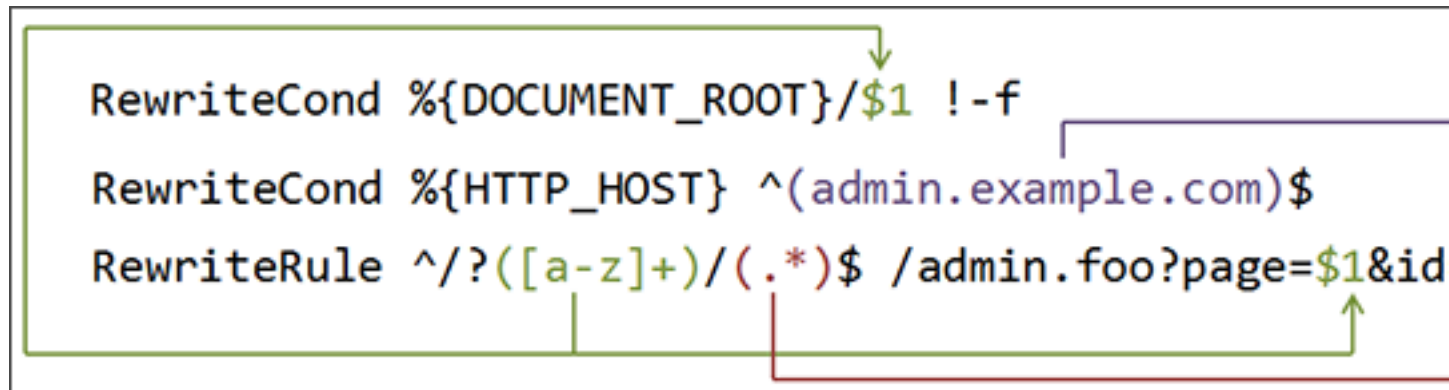 RewriteCond %{DOCUMENT_ROOT}/$1 !-f
RewriteCond %{HTTP_HOST} ^(admin.example.com)$
RewriteRule ^/?([a-z]+)/(.*)$ /admin.foo?page=$1&id